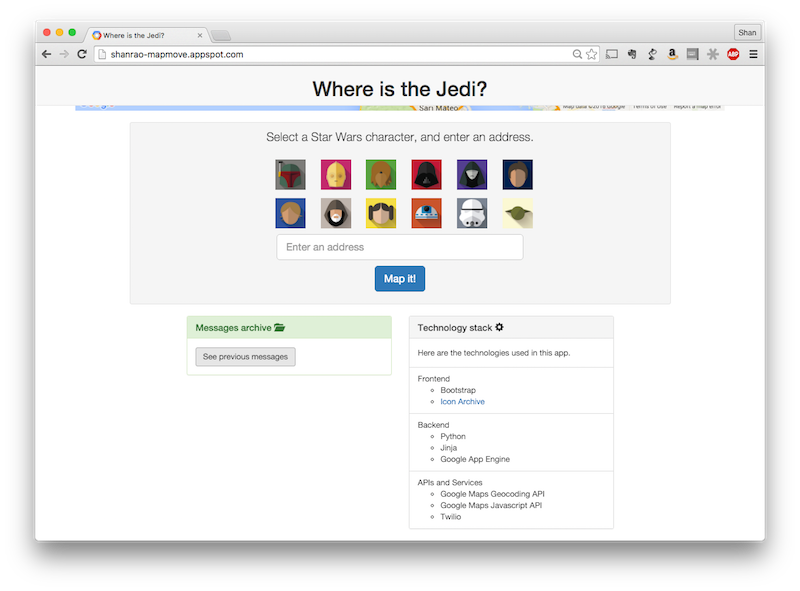 Where is the Jedi?
Shan
shanrao-mapmove.appspot.com
ABP
Where is the Jedi?
San Mateo
Map data ©2015 Google Terms of Use Report a map error
Select a Star Wars character, and enter an address.
Enter an address
Map it!
Messages archive
See previous messages
Technology stack
Here are the technologies used in this app.
Frontend
Bootstrap
Icon Archive
Backend
Python
Jinja
Google App Engine
APIs and Services
Google Maps Geocoding API
Google Maps Javascript API
Twilio